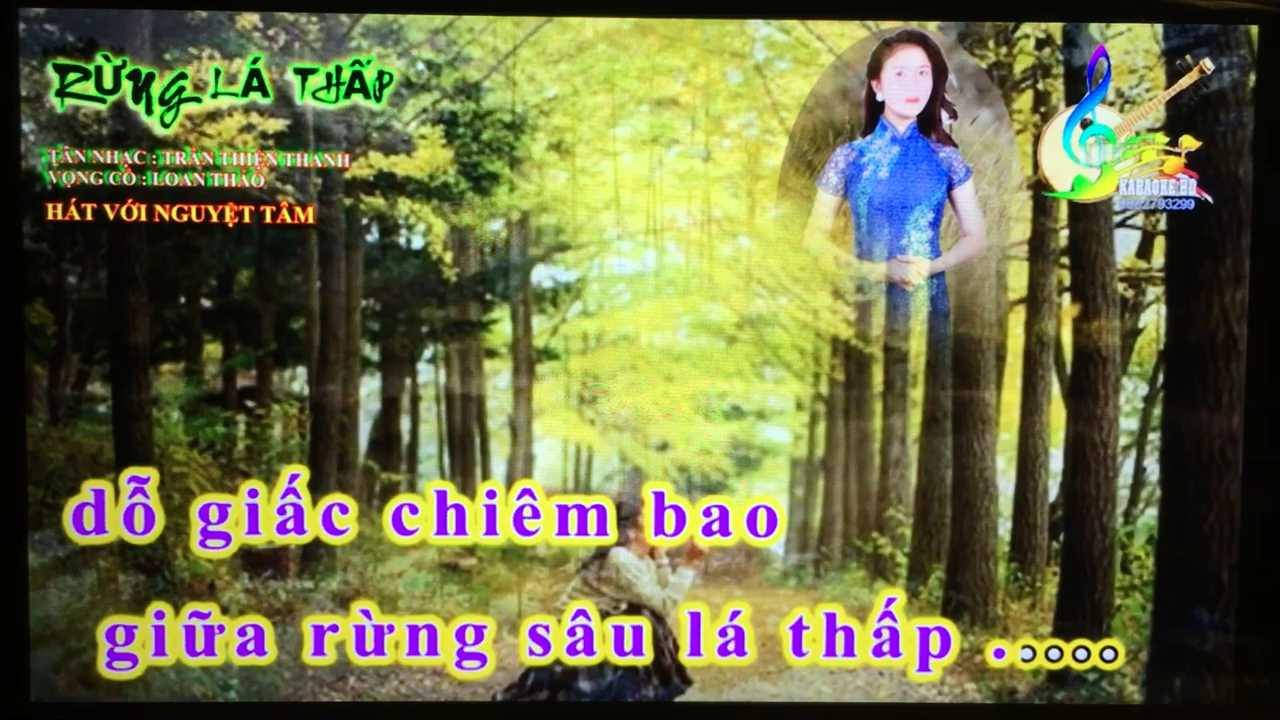 RỪNG LÁ THẤP
TÂN NHẠC : TRẦN THIỆN THANH
VỌNG CỔ : LOAN THẢO
HÁT VỚI NGUYỆT TÂM
KARAOKE HD
dỗ giấc chiêm bao
giữa rừng sâu lá thấp .....